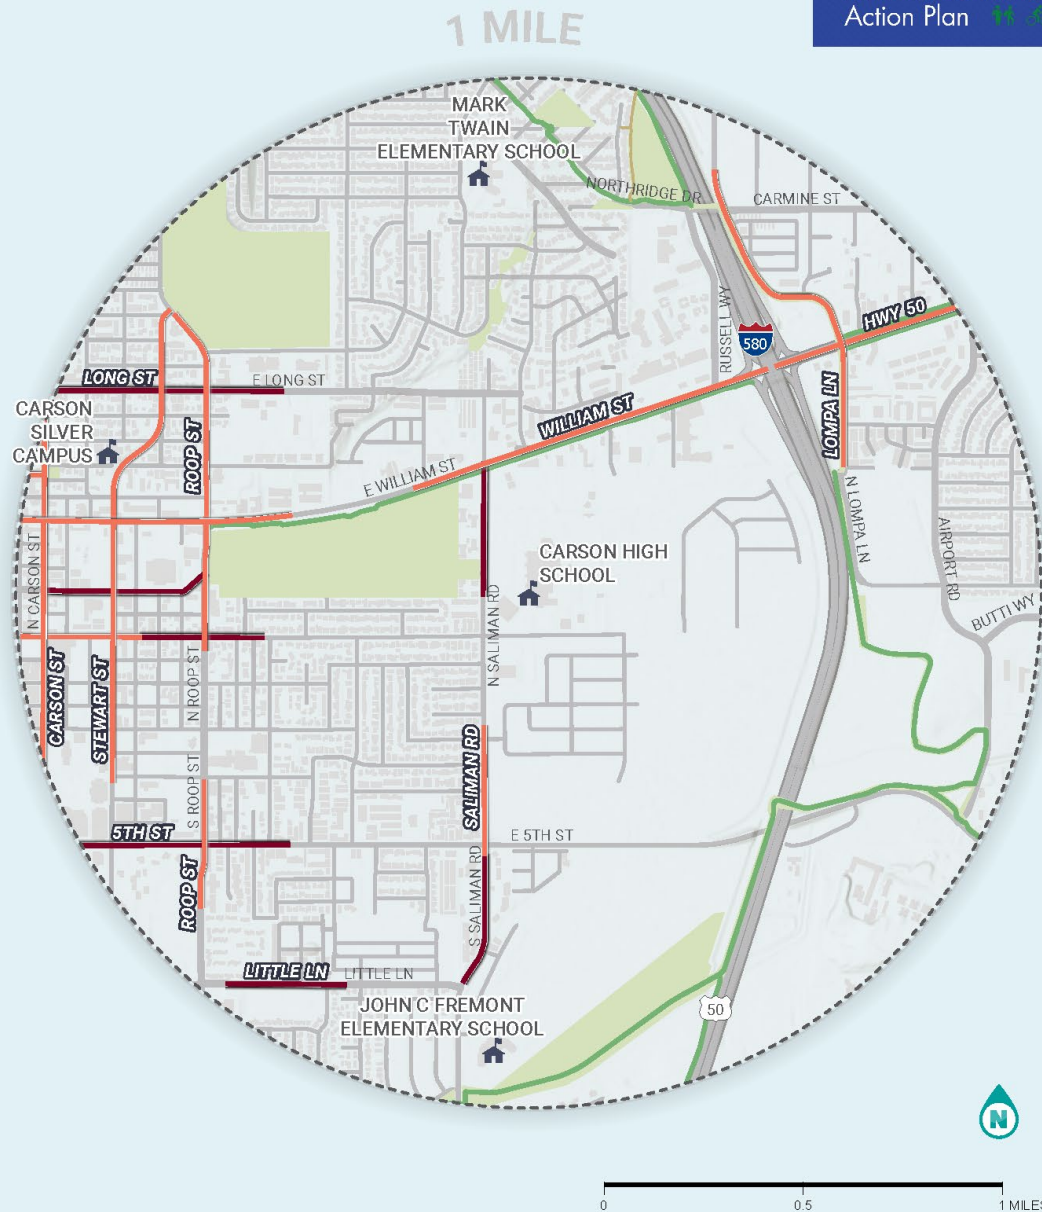 Action Plan
1 MILE
MARK
TWAIN
ELEMENTARY SCHOOL
NORTHRIDGE DR
CARMINE ST
HWY 50
RUSSELL WY
580
LONG ST
E LONG ST
CARSON
SILVER
CAMPUS
ROOP ST
WILLIAM ST
LOMPA LN
E WILLIAM ST
N LOMPA LN
N CARSON ST
CARSON HIGH
SCHOOL
AIRPORT RD
BUTTI WY
N SALIMAN RD
CARSON ST
STEWART ST
N ROOP ST
SALIMAN RD
S ROOP ST
5TH ST
E 5TH ST
ROOP ST
S SALIMAN RD
LITTLE LN
LITTLE LN
JOHN C FREMONT
ELEMENTARY SCHOOL
50
N
0 0.5 1 MILES